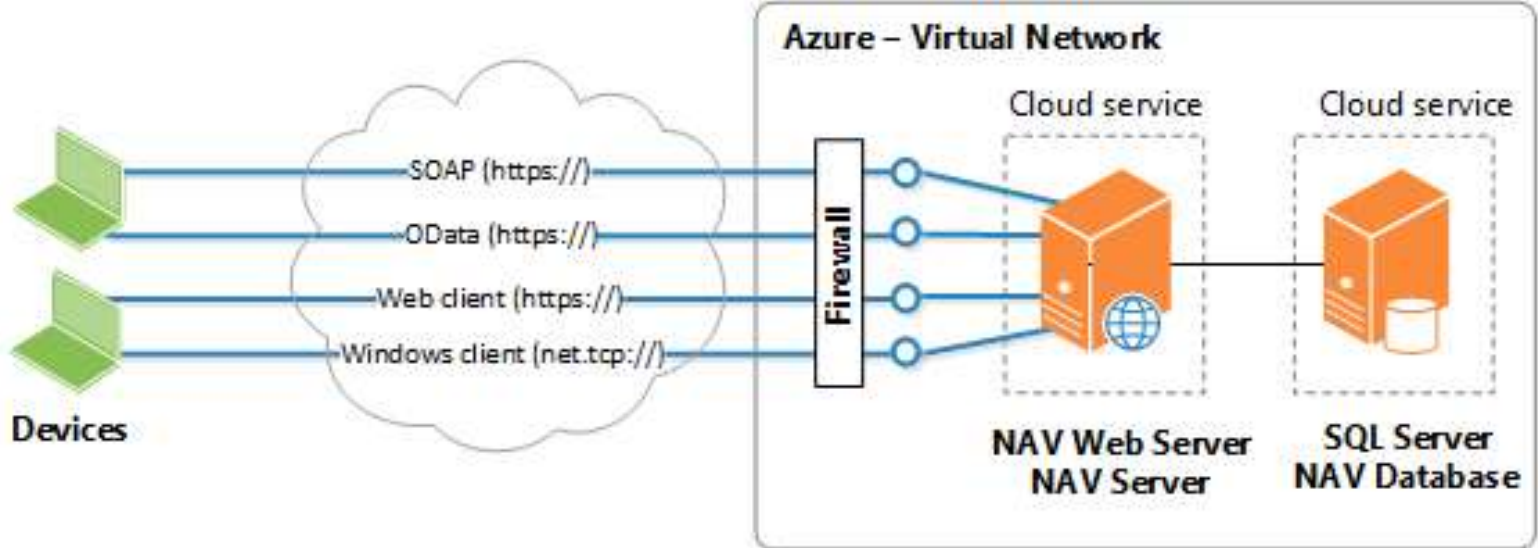 Azure – Virtual Network
Cloud service
Cloud service
SOAP (https://)
OData (https://)
Web client (https://)
Windows client (net.tcp://)
Firewall
Devices
NAV Web Server
NAV Server
SQL Server
NAV Database